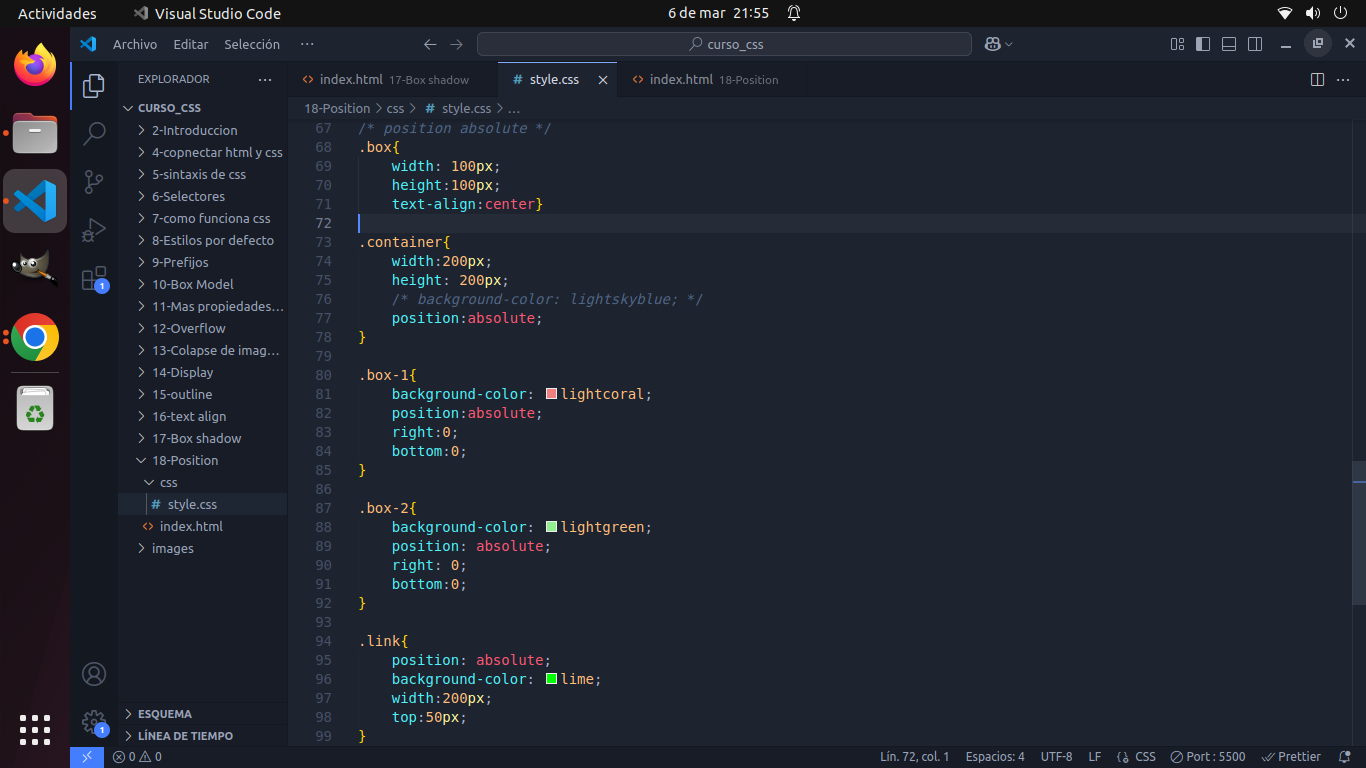 Actividades
Visual Studio Code
6 de mar 21:55
Archivo Editar Selección ···
curso_css
EXPLORADOR ···
CURSO_CSS
2-Introduccion
4-copnectar html y css
5-sintaxis de css
6-Selectores
7-como funciona css
8-Estilos por defecto
9-Prefijos
10-Box Model
11-Mas propiedades...
12-Overflow
13-Colapse de imag...
14-Display
15-outline
16-text align
17-Box shadow
18-Position
css
# style.css
<> index.html
images
ESQUEMA
LÍNEA DE TIEMPO
1
1
<> index.html 17-Box shadow
# style.css ×
<> index.html 18-Position
···
18-Position > css > # style.css > ...
67 /* position absolute */
68 .box{
69 width: 100px;
70 height:100px;
71 text-align:center}
72
73 .container{
74 width:200px;
75 height: 200px;
76 /* background-color: lightskyblue; */
77 position:absolute;
78 }
79
80 .box-1{
81 background-color: lightcoral;
82 position:absolute;
83 right:0;
84 bottom:0;
85 }
86
87 .box-2{
88 background-color: lightgreen;
89 position: absolute;
90 right: 0;
91 bottom:0;
92 }
93
94 .link{
95 position: absolute;
96 background-color: lime;
97 width:200px;
98 top:50px;
99 }
0 0
Lín. 72, col. 1 Espacios: 4 UTF-8 LF {} CSS Port : 5500 Prettier